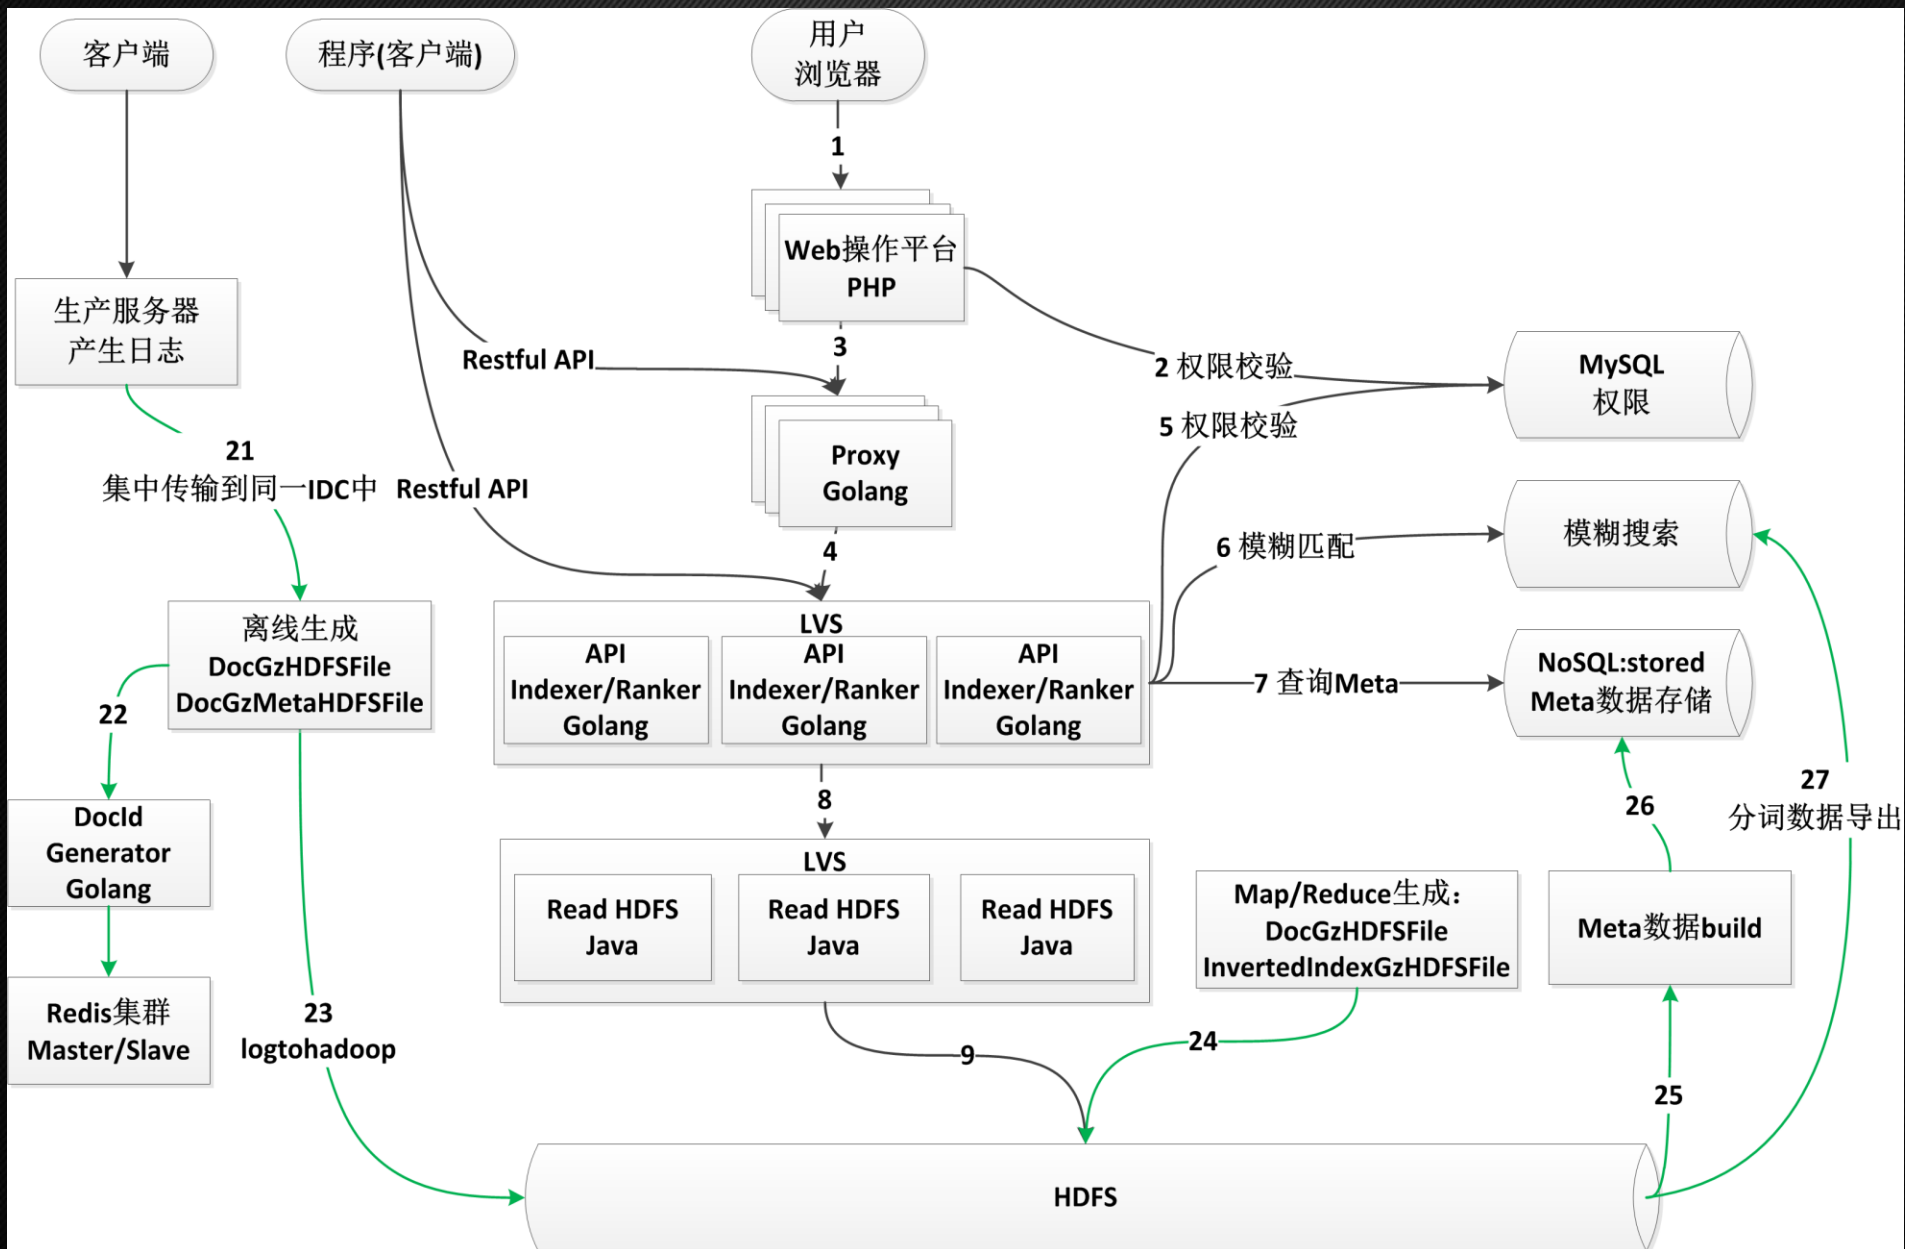 客户端
程序(客户端)
用户
浏览器
1
Web操作平台
PHP
生产服务器
产生日志
3
Restful API
2 权限校验
MySQL
权限
5 权限校验
21
集中传输到同一IDC中
Restful API
Proxy
Golang
4
6 模糊匹配
模糊搜索
离线生成
DocGzHDFSFile
DocGzMetaHDFSFile
LVS
API
Indexer/Ranker
Golang
API
Indexer/Ranker
Golang
API
Indexer/Ranker
Golang
7 查询Meta
NoSQL:stored
Meta数据存储
22
8
26
27
分词数据导出
DocId
Generator
Golang
LVS
Read HDFS
Java
Read HDFS
Java
Read HDFS
Java
Map/Reduce生成：
DocGzHDFSFile
InvertedIndexGzHDFSFile
Meta数据build
Redis集群
Master/Slave
23
logtohadoop
9
24
25
HDFS